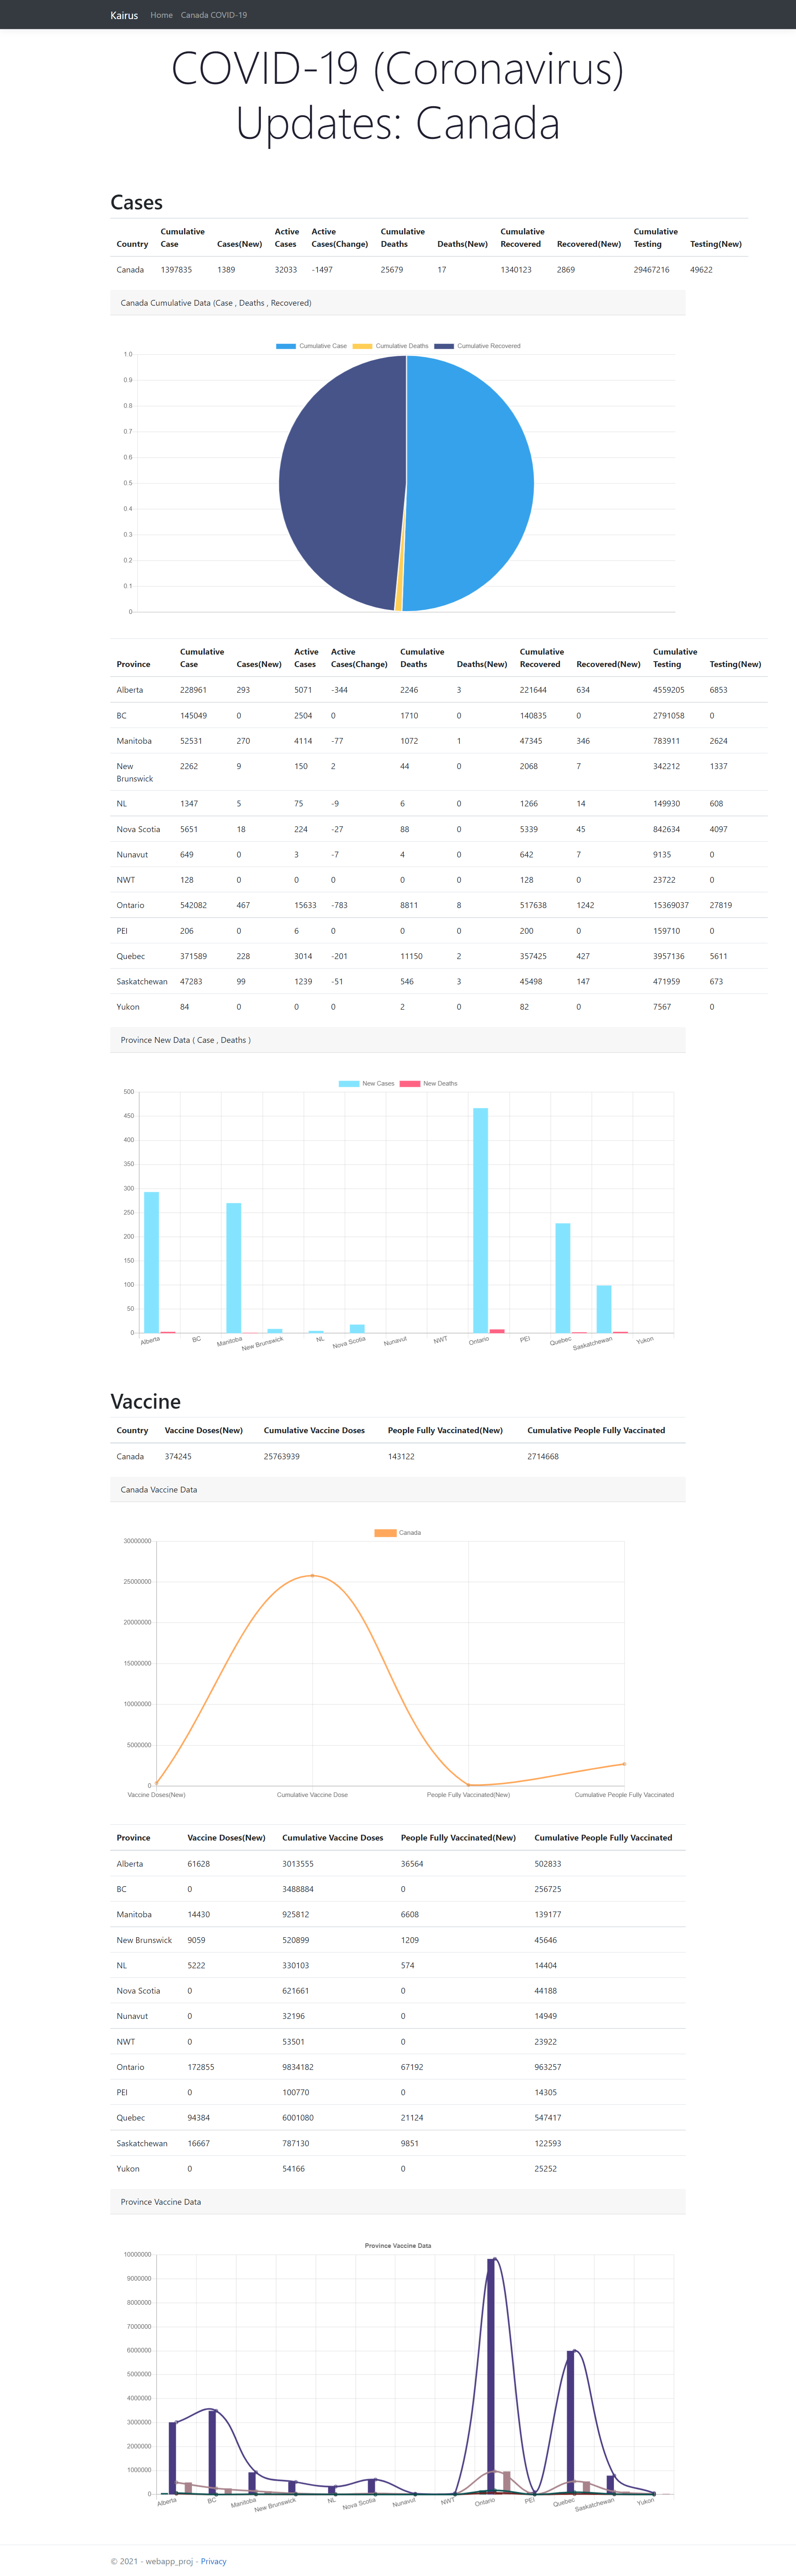 Kairus Home Canada COVID-19
COVID-19 (Coronavirus)
Updates: Canada
Cases
Country Cumulative Case Cases(New) Active Cases Active Cases(Change) Cumulative Deaths Deaths(New) Cumulative Recovered Recovered(New) Cumulative Testing Testing(New)
Canada 1397835 1389 32033 -1497 25679 17 1340123 2869 29467216 49622
Canada Cumulative Data (Case , Deaths , Recovered)
Cumulative Case Cumulative Deaths Cumulative Recovered
1.0
0.9
0.8
0.7
0.6
0.5
0.4
0.3
0.2
0.1
0
Province Cumulative Case Cases(New) Active Cases Active Cases(Change) Cumulative Deaths Deaths(New) Cumulative Recovered Recovered(New) Cumulative Testing Testing(New)
Alberta 228961 293 5071 -344 2246 3 221644 634 4559205 6853
BC 145049 0 2504 0 1710 0 140835 0 2791058 0
Manitoba 52531 270 4114 -77 1072 1 47345 346 783911 2624
New Brunswick 2262 9 150 2 44 0 2068 7 342212 1337
NL 1347 5 75 -9 6 0 1266 14 149930 608
Nova Scotia 5651 18 224 -27 88 0 5339 45 842634 4097
Nunavut 649 0 3 -7 4 0 642 7 9135 0
NWT 128 0 0 0 0 0 128 0 23722 0
Ontario 542082 467 15633 -783 8811 8 517638 1242 15369037 27819
PEI 206 0 6 0 0 0 200 0 159710 0
Quebec 371589 228 3014 -201 11150 2 357425 427 3957136 5611
Saskatchewan 47283 99 1239 -51 546 3 45498 147 471959 673
Yukon 84 0 0 0 2 0 82 0 7567 0
Province New Data ( Case , Deaths )
New Cases New Deaths
500
450
400
350
300
250
200
150
100
50
0
Alberta BC Manitoba New Brunswick NL Nova Scotia Nunavut NWT Ontario PEI Quebec Saskatchewan Yukon
Vaccine
Country Vaccine Doses(New) Cumulative Vaccine Doses People Fully Vaccinated(New) Cumulative People Fully Vaccinated
Canada 374245 25763939 143122 2714668
Canada Vaccine Data
Canada
30000000
25000000
20000000
15000000
10000000
5000000
0
Vaccine Doses(New) Cumulative Vaccine Dose People Fully Vaccinated(New) Cumulative People Fully Vaccinated
Province Vaccine Doses(New) Cumulative Vaccine Doses People Fully Vaccinated(New) Cumulative People Fully Vaccinated
Alberta 61628 3013555 36564 502833
BC 0 3488884 0 256725
Manitoba 14430 925812 6608 139177
New Brunswick 9059 520899 1209 45646
NL 5222 330103 574 14404
Nova Scotia 0 621661 0 44188
Nunavut 0 32196 0 14949
NWT 0 53501 0 23922
Ontario 172855 9834182 67192 963257
PEI 0 100770 0 14305
Quebec 94384 6001080 21124 547417
Saskatchewan 16667 787130 9851 122593
Yukon 0 54166 0 25252
Province Vaccine Data
Province Vaccine Data
10000000
9000000
8000000
7000000
6000000
5000000
4000000
3000000
2000000
1000000
0
Alberta BC Manitoba New Brunswick NL Nova Scotia Nunavut NWT Ontario PEI Quebec Saskatchewan Yukon
© 2021 - webapp_proj - Privacy